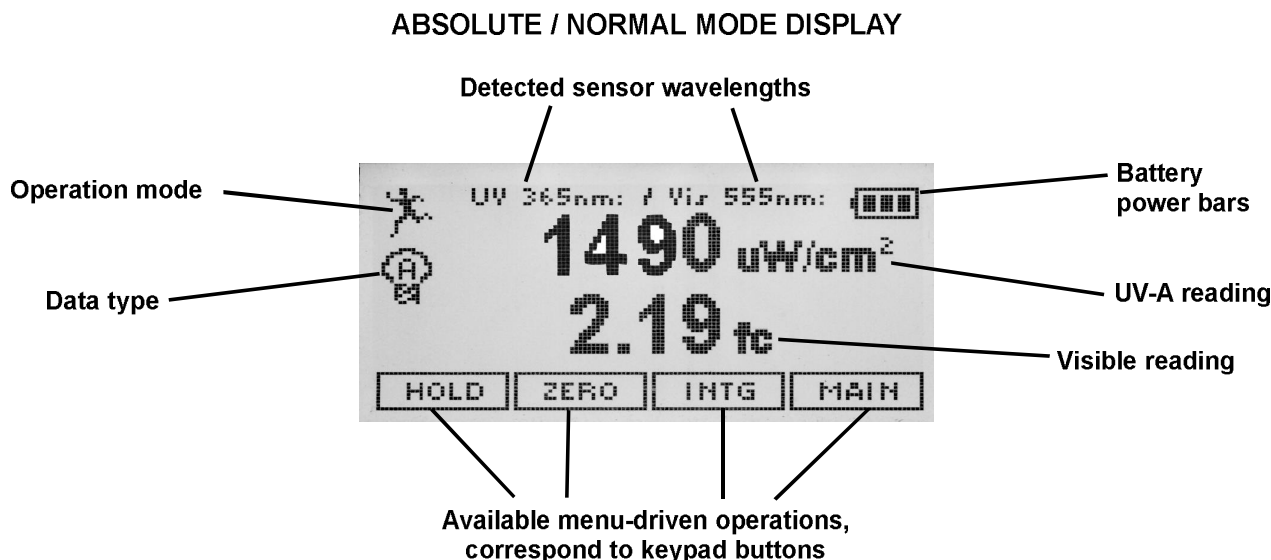 ABSOLUTE / NORMAL MODE DISPLAY
Detected sensor wavelengths
Operation mode
Battery
power bars
UV 365nm: / Vis 555nm:
1490 uW/cm²
A
Data type
UV-A reading
2.19 fc
Visible reading
HOLD ZERO INTG MAIN
Available menu-driven operations,
correspond to keypad buttons